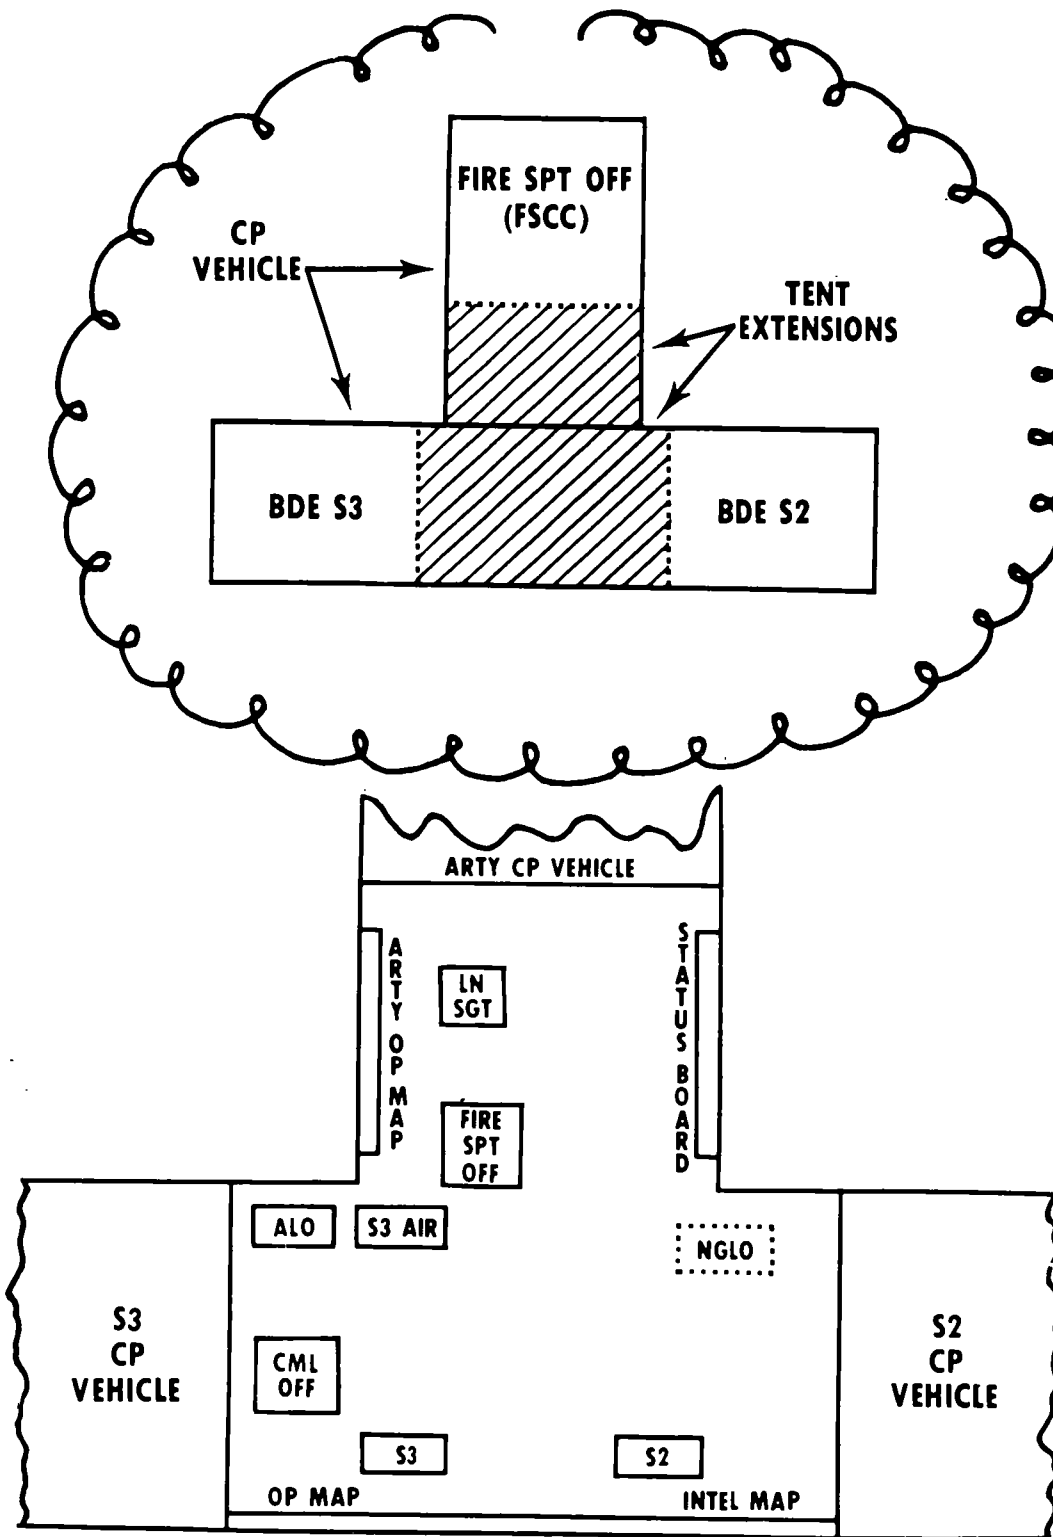 FIRE SPT OFF
(FSCC)
CP
VEHICLE
TENT
EXTENSIONS
BDE S3
BDE S2
ARTY CP VEHICLE
ARTY OP MAP
STATUS BOARD
LN
SGT
FIRE
SPT
OFF
ALO
S3 AIR
NGLO
S3
CP
VEHICLE
S2
CP
VEHICLE
CML
OFF
S3
S2
OP MAP
INTEL MAP